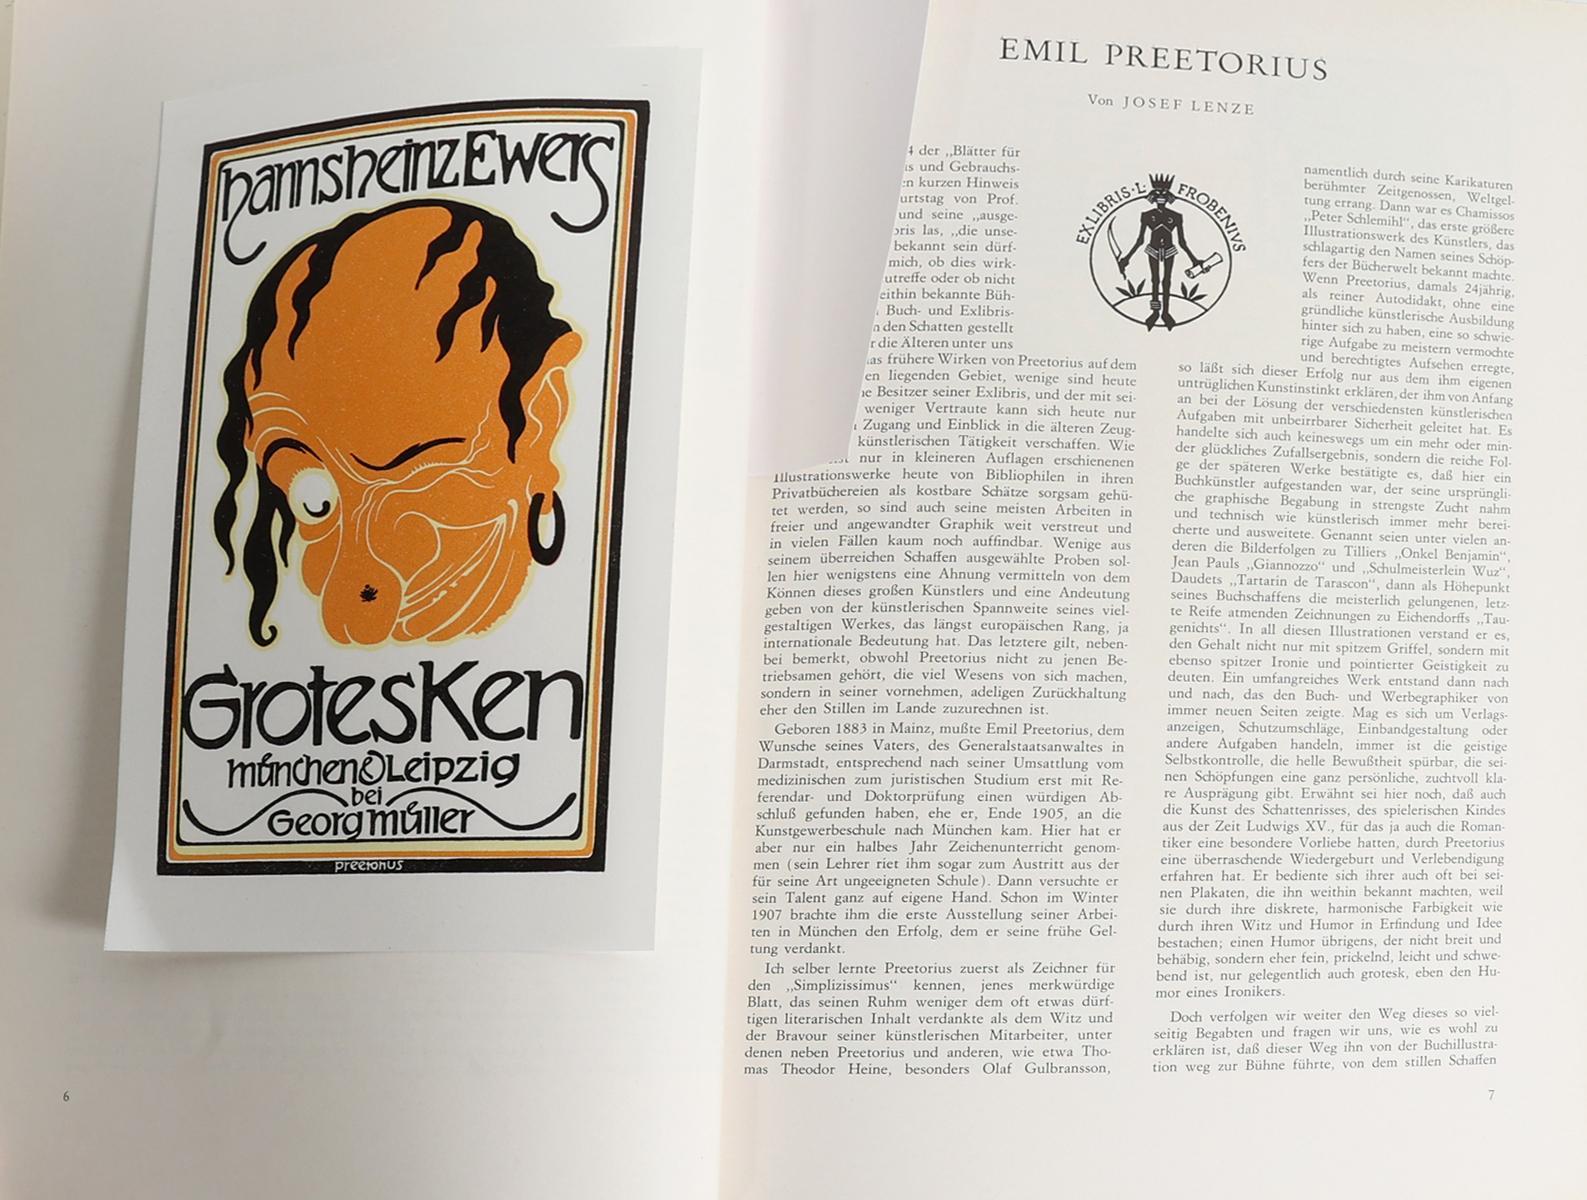 hannsheinz Ewers
Grotesken
münchen & Leipzig
bei
Georg müller
preetorius
6
EMIL PREETORIUS
Von JOSEF LENZE
EXLIBRIS · L · FROBENIVS
4 der „Blätter für
und Gebrauchs-
kurzen Hinweis
von Prof.
und seine „ausge-
las, „die unse-
bekannt sein dürf-
mich, ob dies wirk-
oder ob nicht
bekannte Büh-
Buch- und Exlibris-
den Schatten gestellt
die Älteren unter uns
frühere Wirken von Preetorius auf dem
liegenden Gebiet, wenige sind heute
Besitzer seiner Exlibris, und der mit sei-
weniger Vertraute kann sich heute nur
Zugang und Einblick in die älteren Zeug-
künstlerischen Tätigkeit verschaffen. Wie
nur in kleineren Auflagen erschienenen
Illustrationswerke heute von Bibliophilen in ihren
Privatbüchereien als kostbare Schätze sorgsam gehü-
tet werden, so sind auch seine meisten Arbeiten in
freier und angewandter Graphik weit verstreut und
in vielen Fällen kaum noch auffindbar. Wenige aus
seinem überreichen Schaffen ausgewählte Proben sol-
len hier wenigstens eine Ahnung vermitteln von dem
Können dieses großen Künstlers und eine Andeutung
geben von der künstlerischen Spannweite seines viel-
gestaltigen Werkes, das längst europäischen Rang, ja
internationale Bedeutung hat. Das letztere gilt, neben-
bei bemerkt, obwohl Preetorius nicht zu jenen Be-
triebsamen gehört, die viel Wesens von sich machen,
sondern in seiner vornehmen, adeligen Zurückhaltung
eher den Stillen im Lande zuzurechnen ist.
Geboren 1883 in Mainz, mußte Emil Preetorius, dem
Wunsche seines Vaters, des Generalstaatsanwaltes in
Darmstadt, entsprechend nach seiner Umsattlung vom
medizinischen zum juristischen Studium erst mit Re-
ferendar- und Doktorprüfung einen würdigen Ab-
schluß gefunden haben, ehe er, Ende 1905, an die
Kunstgewerbeschule nach München kam. Hier hat er
aber nur ein halbes Jahr Zeichenunterricht genom-
men (sein Lehrer riet ihm sogar zum Austritt aus der
für seine Art ungeeigneten Schule). Dann versuchte er
sein Talent ganz auf eigene Hand. Schon im Winter
1907 brachte ihm die erste Ausstellung seiner Arbei-
ten in München den Erfolg, dem er seine frühe Gel-
tung verdankt.
Ich selber lernte Preetorius zuerst als Zeichner für
den „Simplizissimus“ kennen, jenes merkwürdige
Blatt, das seinen Ruhm weniger dem oft etwas dürf-
tigen literarischen Inhalt verdankte als dem Witz und
der Bravour seiner künstlerischen Mitarbeiter, unter
denen neben Preetorius und anderen, wie etwa Tho-
mas Theodor Heine, besonders Olaf Gulbransson,
namentlich durch seine Karikaturen
berühmter Zeitgenossen, Weltgel-
tung errang. Dann war es Chamissos
„Peter Schlemihl“, das erste größere
Illustrationswerk des Künstlers, das
schlagartig den Namen seines Schöp-
fers der Bücherwelt bekannt machte.
Wenn Preetorius, damals 24jährig,
als reiner Autodidakt, ohne eine
gründliche künstlerische Ausbildung
hinter sich zu haben, eine so schwie-
rige Aufgabe zu meistern vermochte
und berechtigtes Aufsehen erregte,
so läßt sich dieser Erfolg nur aus dem ihm eigenen
untrüglichen Kunstinstinkt erklären, der ihm von Anfang
an bei der Lösung der verschiedensten künstlerischen
Aufgaben mit unbeirrbarer Sicherheit geleitet hat. Es
handelte sich auch keineswegs um ein mehr oder min-
der glückliches Zufallsergebnis, sondern die reiche Fol-
ge der späteren Werke bestätigte es, daß hier ein
Buchkünstler aufgestanden war, der seine ursprüngli-
che graphische Begabung in strengste Zucht nahm
und technisch wie künstlerisch immer mehr berei-
cherte und ausweitete. Genannt seien unter vielen an-
deren die Bilderfolgen zu Tilliers „Onkel Benjamin“,
Jean Pauls „Giannozzo“ und „Schulmeisterlein Wuz“,
Daudets „Tartarin de Tarascon“, dann als Höhepunkt
seines Buchschaffens die meisterlich gelungenen, letz-
te Reife atmenden Zeichnungen zu Eichendorffs „Tau-
genichts“. In all diesen Illustrationen verstand er es,
den Gehalt nicht nur mit spitzem Griffel, sondern mit
ebenso spitzer Ironie und pointierter Geistigkeit zu
deuten. Ein umfangreiches Werk entstand dann nach
und nach, das den Buch- und Werbegraphiker von
immer neuen Seiten zeigte. Mag es sich um Verlags-
anzeigen, Schutzumschläge, Einbandgestaltung oder
andere Aufgaben handeln, immer ist die geistige
Selbstkontrolle, die helle Bewußtheit spürbar, die sei-
nen Schöpfungen eine ganz persönliche, zuchtvoll kla-
re Ausprägung gibt. Erwähnt sei hier noch, daß auch
die Kunst des Schattenrisses, des spielerischen Kindes
aus der Zeit Ludwigs XV., für das ja auch die Roman-
tiker eine besondere Vorliebe hatten, durch Preetorius
eine überraschende Wiedergeburt und Verlebendigung
erfahren hat. Er bediente sich ihrer auch oft bei sei-
nen Plakaten, die ihn weithin bekannt machten, weil
sie durch ihre diskrete, harmonische Farbigkeit wie
durch ihren Witz und Humor in Erfindung und Idee
bestachen; einen Humor übrigens, der nicht breit und
behäbig, sondern eher fein, prickelnd, leicht und schwe-
bend ist, nur gelegentlich auch grotesk, eben den Hu-
mor eines Ironikers.
Doch verfolgen wir weiter den Weg dieses so viel-
seitig Begabten und fragen wir uns, wie es wohl zu
erklären ist, daß dieser Weg ihn von der Buchillustra-
tion weg zur Bühne führte, von dem stillen Schaffen
7